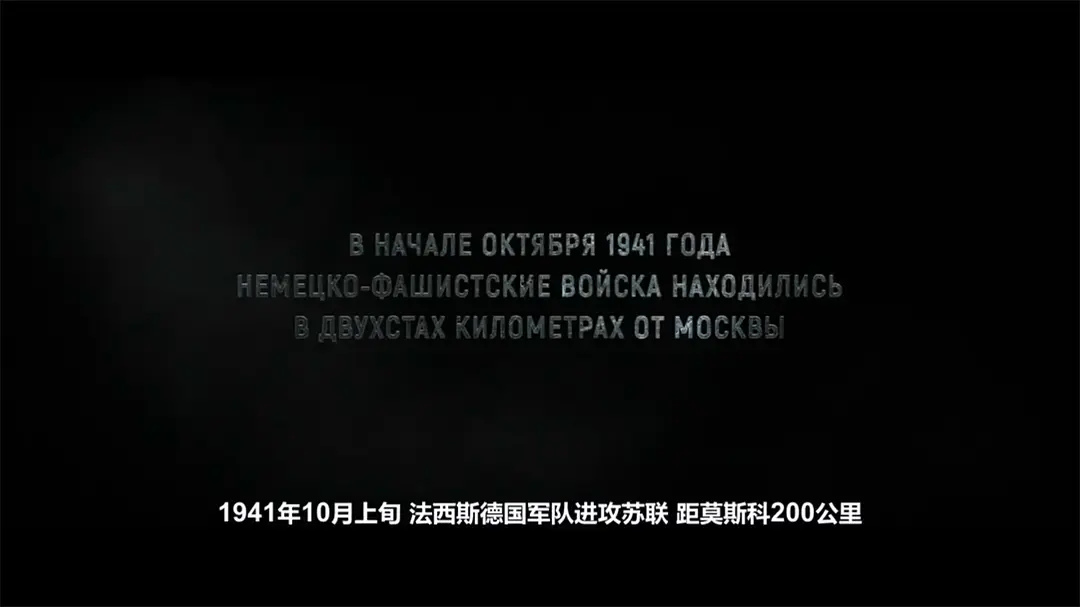 В НАЧАЛЕ ОКТЯБРЯ 1941 ГОДА
НЕМЕЦКО-ФАШИСТСКИЕ ВОЙСКА НАХОДИЛИСЬ
В ДВУХСТАХ КИЛОМЕТРАХ ОТ МОСКВЫ
1941年10月上旬 法西斯德国军队进攻苏联 距莫斯科200公里